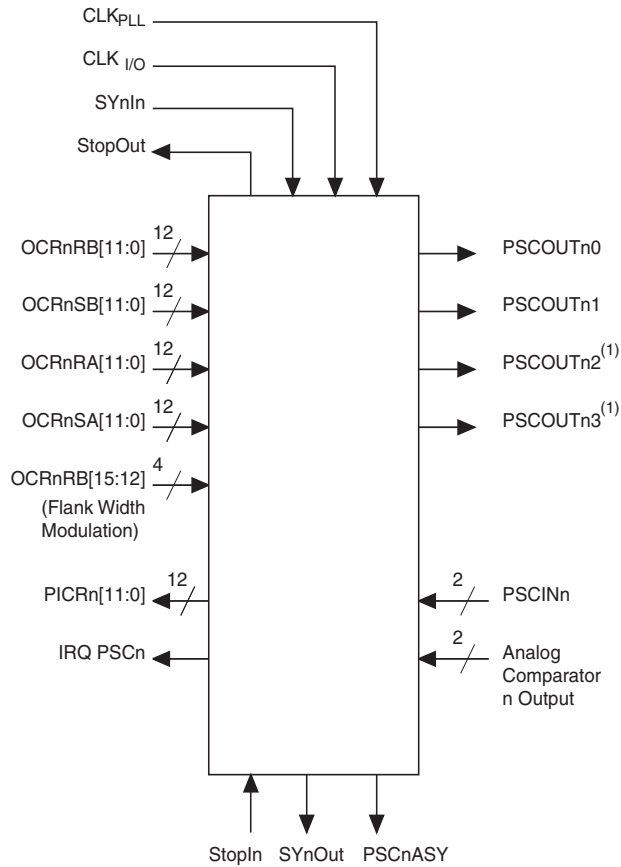 CLKPLL
CLK I/O
SYnIn
StopOut
OCRnRB[11:0]
12
OCRnSB[11:0]
12
OCRnRA[11:0]
12
OCRnSA[11:0]
12
OCRnRB[15:12]
4
(Flank Width
Modulation)
PICRn[11:0]
12
IRQ PSCn
PSCOUTn0
PSCOUTn1
PSCOUTn2(1)
PSCOUTn3(1)
2
PSCINn
2
Analog
Comparator
n Output
StopIn
SYnOut
PSCnASY